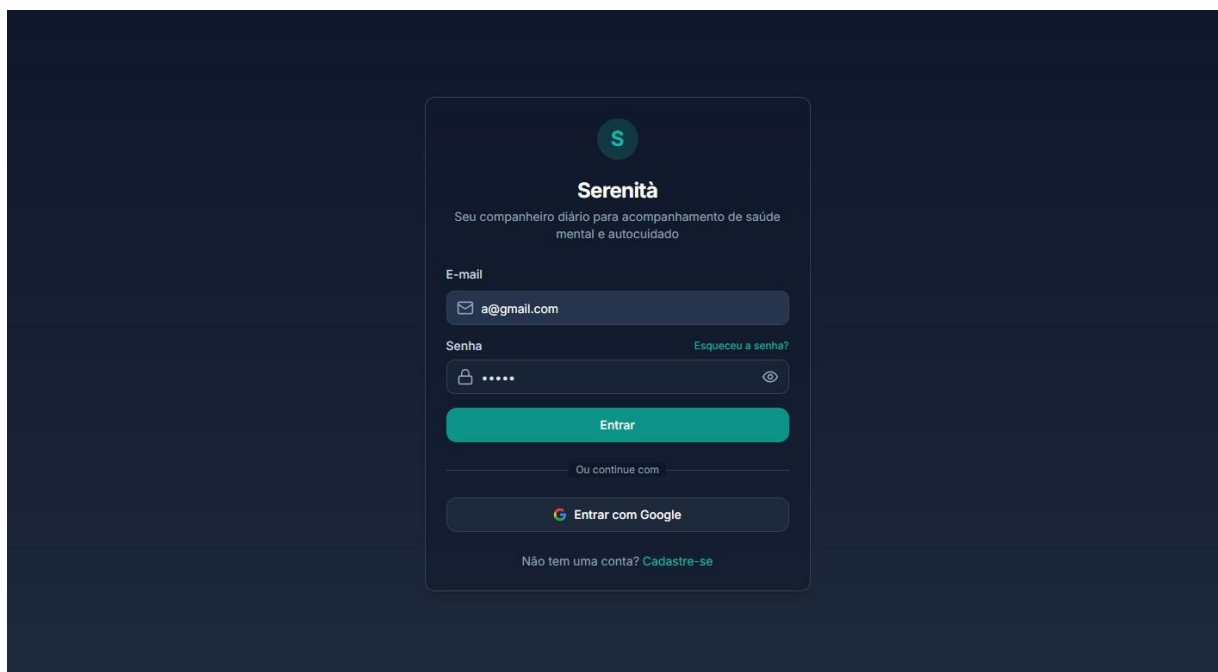 S
Serenità
Seu companheiro diário para acompanhamento de saúde
mental e autocuidado
E-mail
a@gmail.com
Senha
Esqueceu a senha?
•••••
Entrar
Ou continue com
Entrar com Google
Não tem uma conta? Cadastre-se